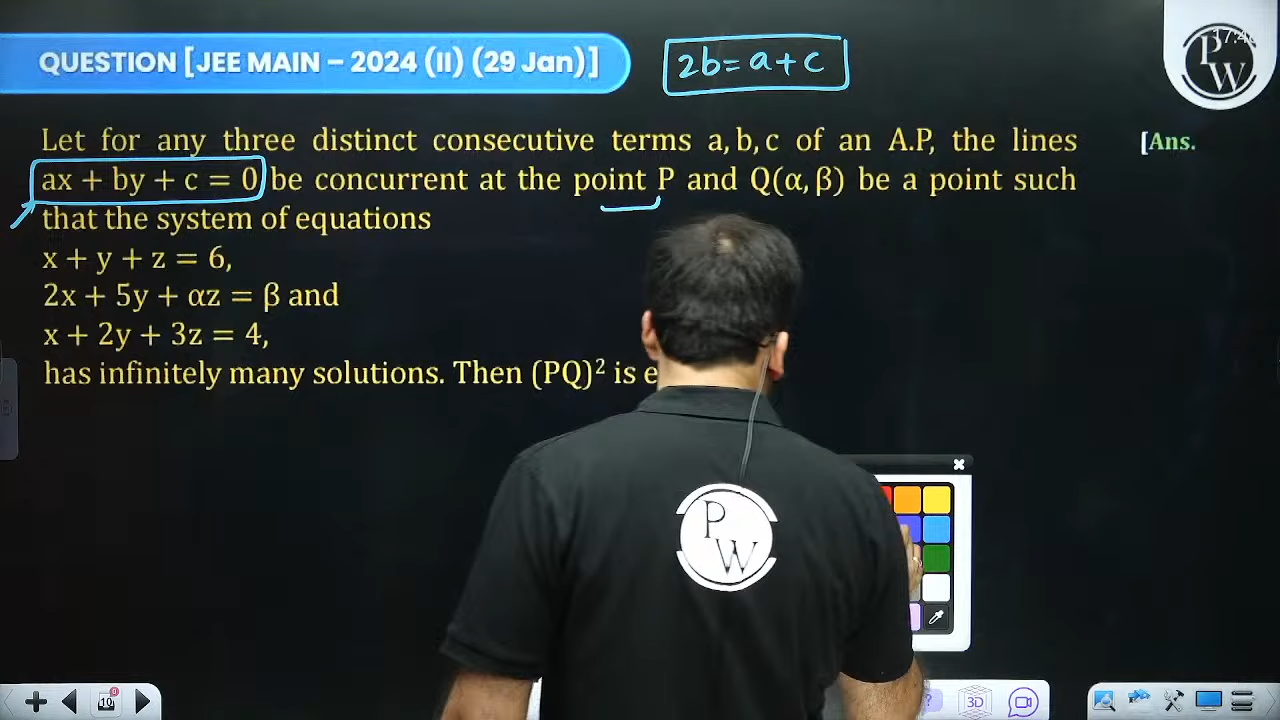 QUESTION [JEE MAIN – 2024 (II) (29 Jan)]
2b = a + c
P
W
Let for any three distinct consecutive terms a, b, c of an A.P, the lines
[Ans.
ax + by + c = 0 be concurrent at the point P and Q(α, β) be a point such
that the system of equations
x + y + z = 6,
2x + 5y + αz = β and
x + 2y + 3z = 4,
has infinitely many solutions. Then (PQ)² is
P
W
10
? 3D